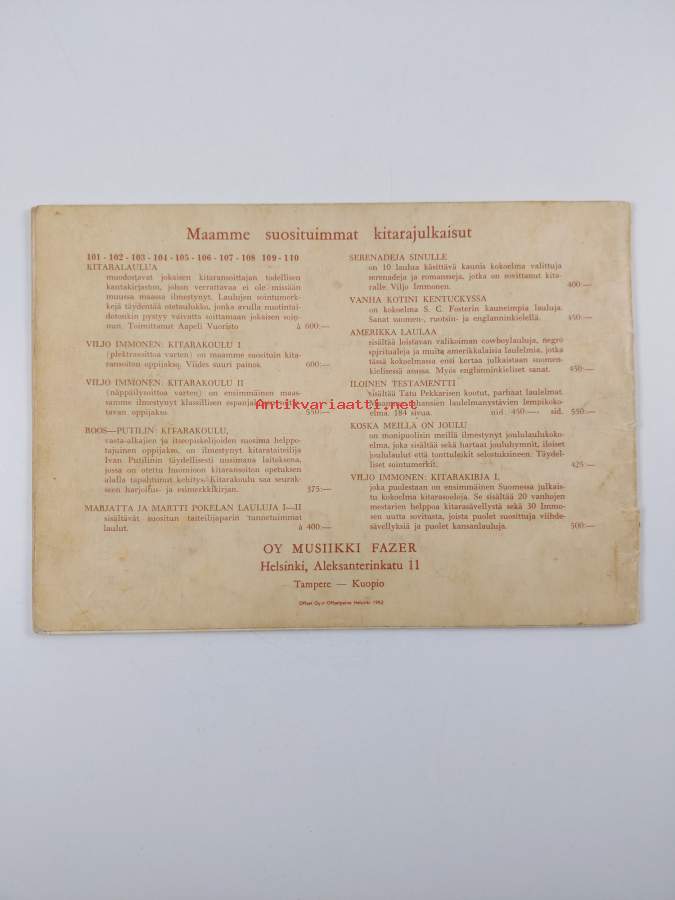 Maamme suosituimmat kitarajulkaisut
101 - 102 - 103 - 104 - 105 - 106 - 107 - 108 109 - 110
KITARALAULUA
muodostavat jokaisen kitaransoittajan todellisen
kantakirjaston, johon verrattavaa ei ole missään
muussa maassa ilmestynyt. Laulujen sointumerk-
kejä täydentää otetaulukko, jonka avulla nuotintai-
dotonkin pystyy vaivatta soittamaan jokaisen soin-
nun. Toimittanut Aapeli Vuoristo à 600:—
VILJO IMMONEN: KITARAKOULU I
(plektrasoittoa varten) on maamme suosituin kita-
ransoiton oppijakso. Viides suuri painos. 600:—
VILJO IMMONEN: KITARAKOULU II
(näppäilysoittoa varten) on ensimmäinen maas-
samme ilmestynyt klassillisen espanjalaisen
tavan oppijakso. 550:—
ROOS—PUTILIN: KITARAKOULU,
vasta-alkajien ja itseopiskelijoiden suosima helppo-
tajuinen oppijakso, on ilmestynyt kitarataiteilija
Ivan Putilinin täydellisesti uusimana laitoksena,
jossa on otettu huomioon kitaransoiton opetuksen
alalla tapahtunut kehitys. Kitarakoulu saa seurak-
seen harjoitus- ja esimerkkikirjan. 375:—
MARJATTA JA MARTTI POKELAN LAULUJA I—II
sisältävät suositun taiteilijaparin tunnetuimmat
laulut. à 400:—
SERENADEJA SINULLE
on 10 laulua käsittävä kaunis kokoelma valittuja
serenadeja ja romansseja, jotka on sovittanut kita-
ralle Viljo Immonen. 400:—
VANHA KOTINI KENTUCKYSSA
on kokoelma S. C. Fosterin kauneimpia lauluja.
Sanat suomen-, ruotsin- ja englanninkielellä. 450:—
AMERIKKA LAULAA
sisältää loistavan valikoiman cowboylauluja, negro
spiritualeja ja muita amerikkalaisia laulelmia, jotka
tässä kokoelmassa ensi kertaa julkaistaan suomen-
kielisessä asussa. Myös englanninkieliset sanat. 450:—
ILOINEN TESTAMENTTI
sisältää Tatu Pekkarisen kootut, parhaat laulelmat
laulelmanystävien lempikoko-
elma. 184 sivua. nid. 450:— sid. 550:—
KOSKA MEILLÄ ON JOULU
on monipuolisin meillä ilmestynyt joululaulukoko-
elma, joka sisältää sekä hartaat jouluhymnit, iloiset
joululaulut että tonttuleikit selostuksineen. Täydel-
liset sointumerkit. 425:—
VILJO IMMONEN: KITARAKIRJA I,
joka puolestaan on ensimmäinen Suomessa julkais-
tu kokoelma kitarasooloja. Se sisältää 20 vanhojen
mestarien helppoa kitarasävellystä sekä 30 Immo-
sen uutta sovitusta, joista puolet suosittuja viihde-
sävellyksiä ja puolet kansanlauluja. 500:—
Antikvariaatti.net
OY MUSIIKKI FAZER
Helsinki, Aleksanterinkatu 11
Tampere — Kuopio
Offset Oy:n Offsetpaino Helsinki 1952